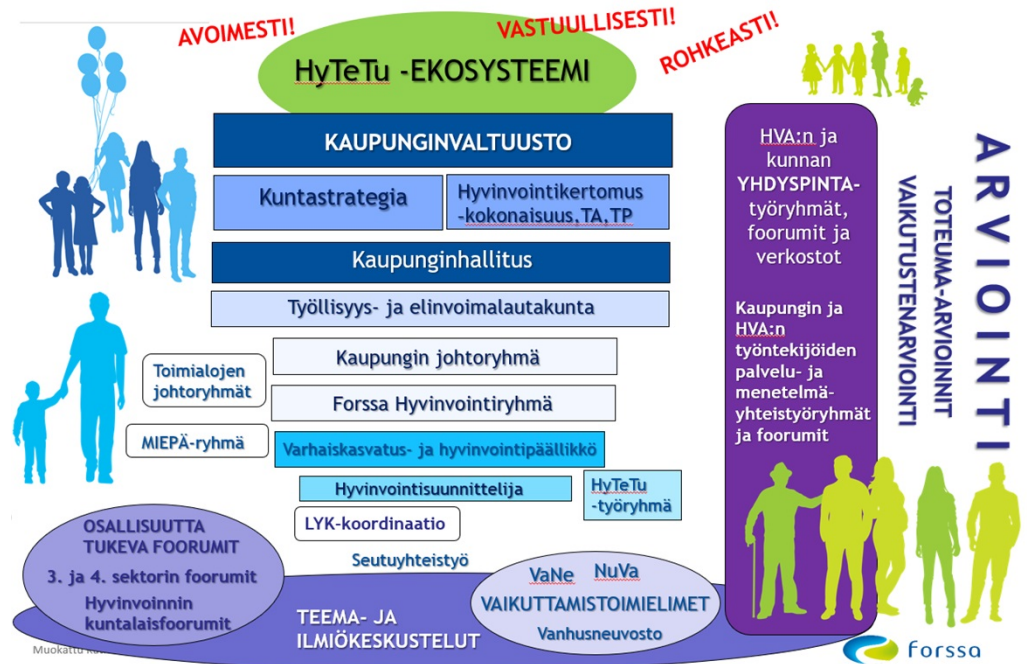 AVOIMESTI!
VASTUULLISESTI!
ROHKEASTI!
HyTeTu -EKOSYSTEEMI
KAUPUNGINVALTUUSTO
Kuntastrategia
Hyvinvointikertomus
-kokonaisuus,TA,TP
Kaupunginhallitus
Työllisyys- ja elinvoimalautakunta
Kaupungin johtoryhmä
Toimialojen
johtoryhmät
Forssa Hyvinvointiryhmä
MIEPÄ-ryhmä
Varhaiskasvatus- ja hyvinvointipäällikkö
Hyvinvointisuunnittelija
HyTeTu
-työryhmä
LYK-koordinaatio
Seutuyhteistyö
OSALLISUUTTA
TUKEVA FOORUMIT
3. ja 4. sektorin foorumit
Hyvinvoinnin
kuntalaisfoorumit
TEEMA- JA
ILMIÖKESKUSTELUT
VaNe NuVa
VAIKUTTAMISTOIMIELIMET
Vanhusneuvosto
HVA:n ja
kunnan
YHDYSPINTA-
työryhmät,
foorumit ja
verkostot
Kaupungin ja
HVA:n
työntekijöiden
palvelu- ja
menetelmä-
yhteistyöryhmät
ja foorumit
ARVIOINTI
TOTEUMA-ARVIOINNIT
VAIKUTUSTENARVIOINTI
Muokattu
forssa